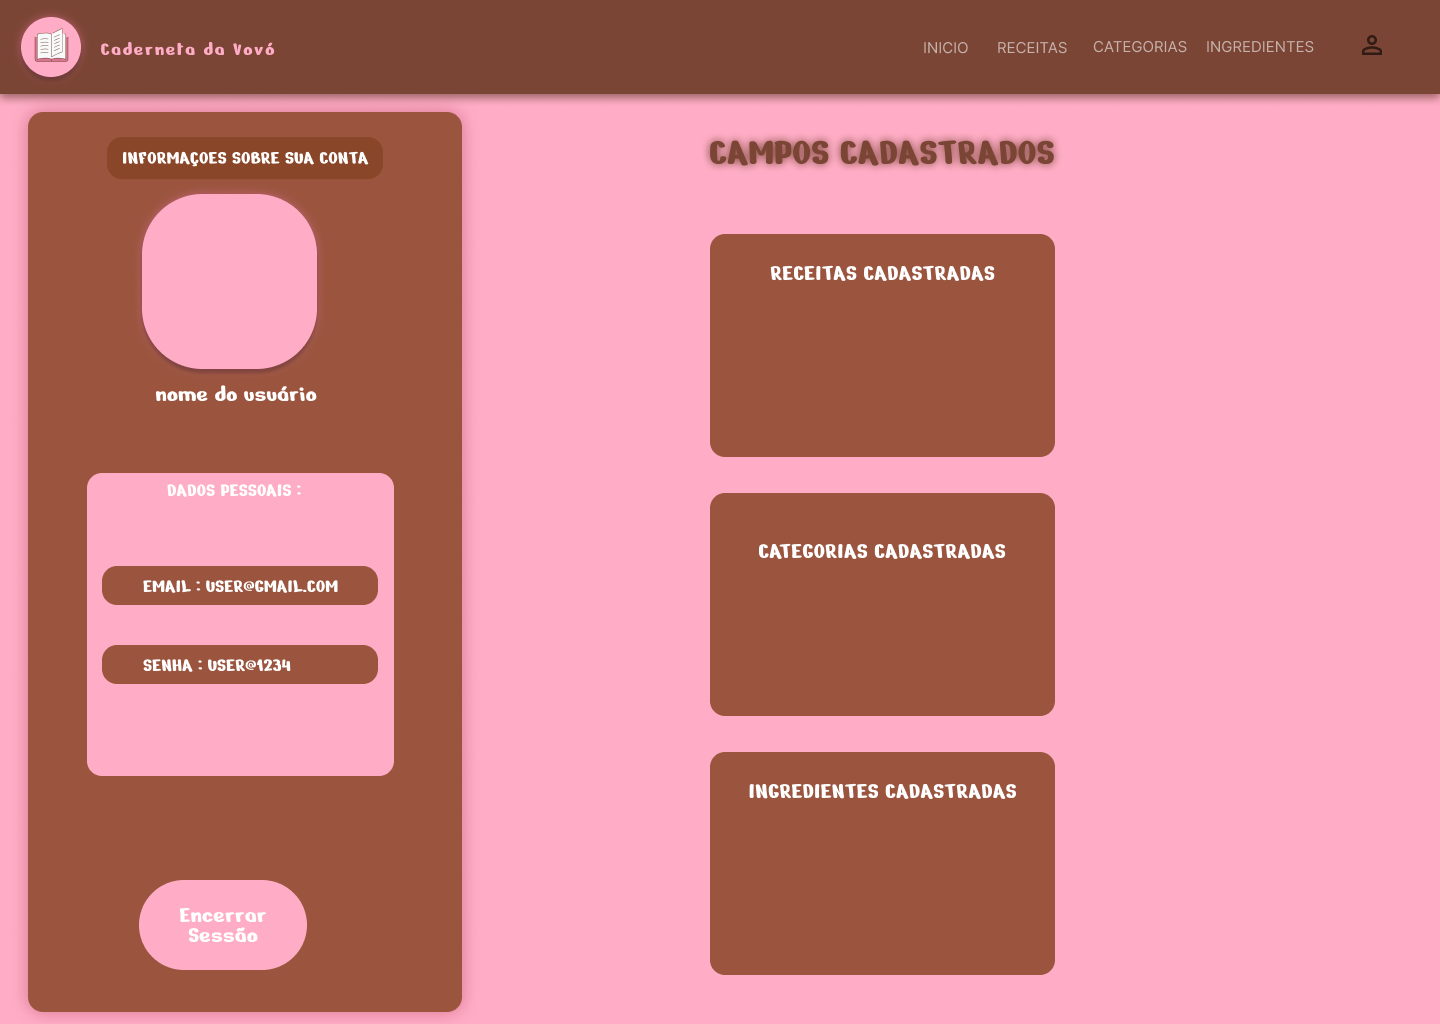 Caderneta da Vovó
INICIO
RECEITAS
CATEGORIAS
INGREDIENTES
INFORMAÇOES SOBRE SUA CONTA
nome do usuário
DADOS PESSOAIS :
EMAIL : USER@GMAIL.COM
SENHA : USER@1234
Encerrar
Sessão
CAMPOS CADASTRADOS
RECEITAS CADASTRADAS
CATEGORIAS CADASTRADAS
INGREDIENTES CADASTRADAS